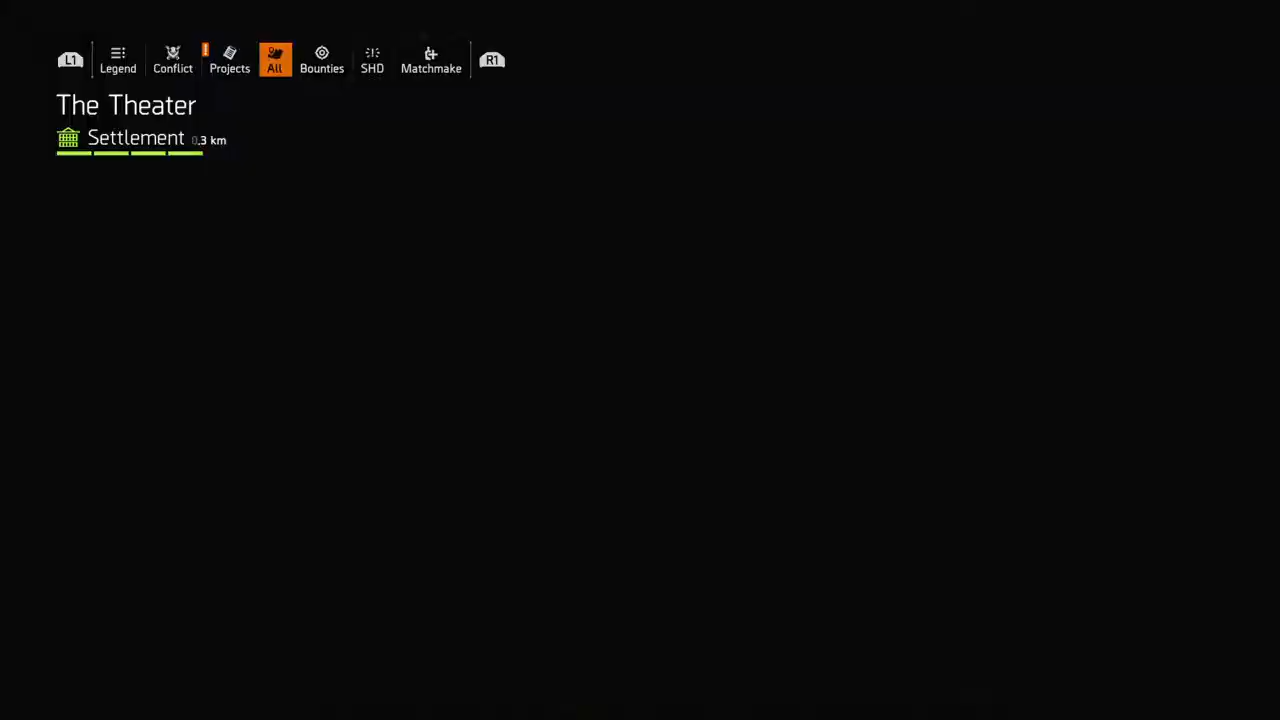 L1 Legend Conflict Projects All Bounties SHD Matchmake R1
The Theater
Settlement 0.3 km